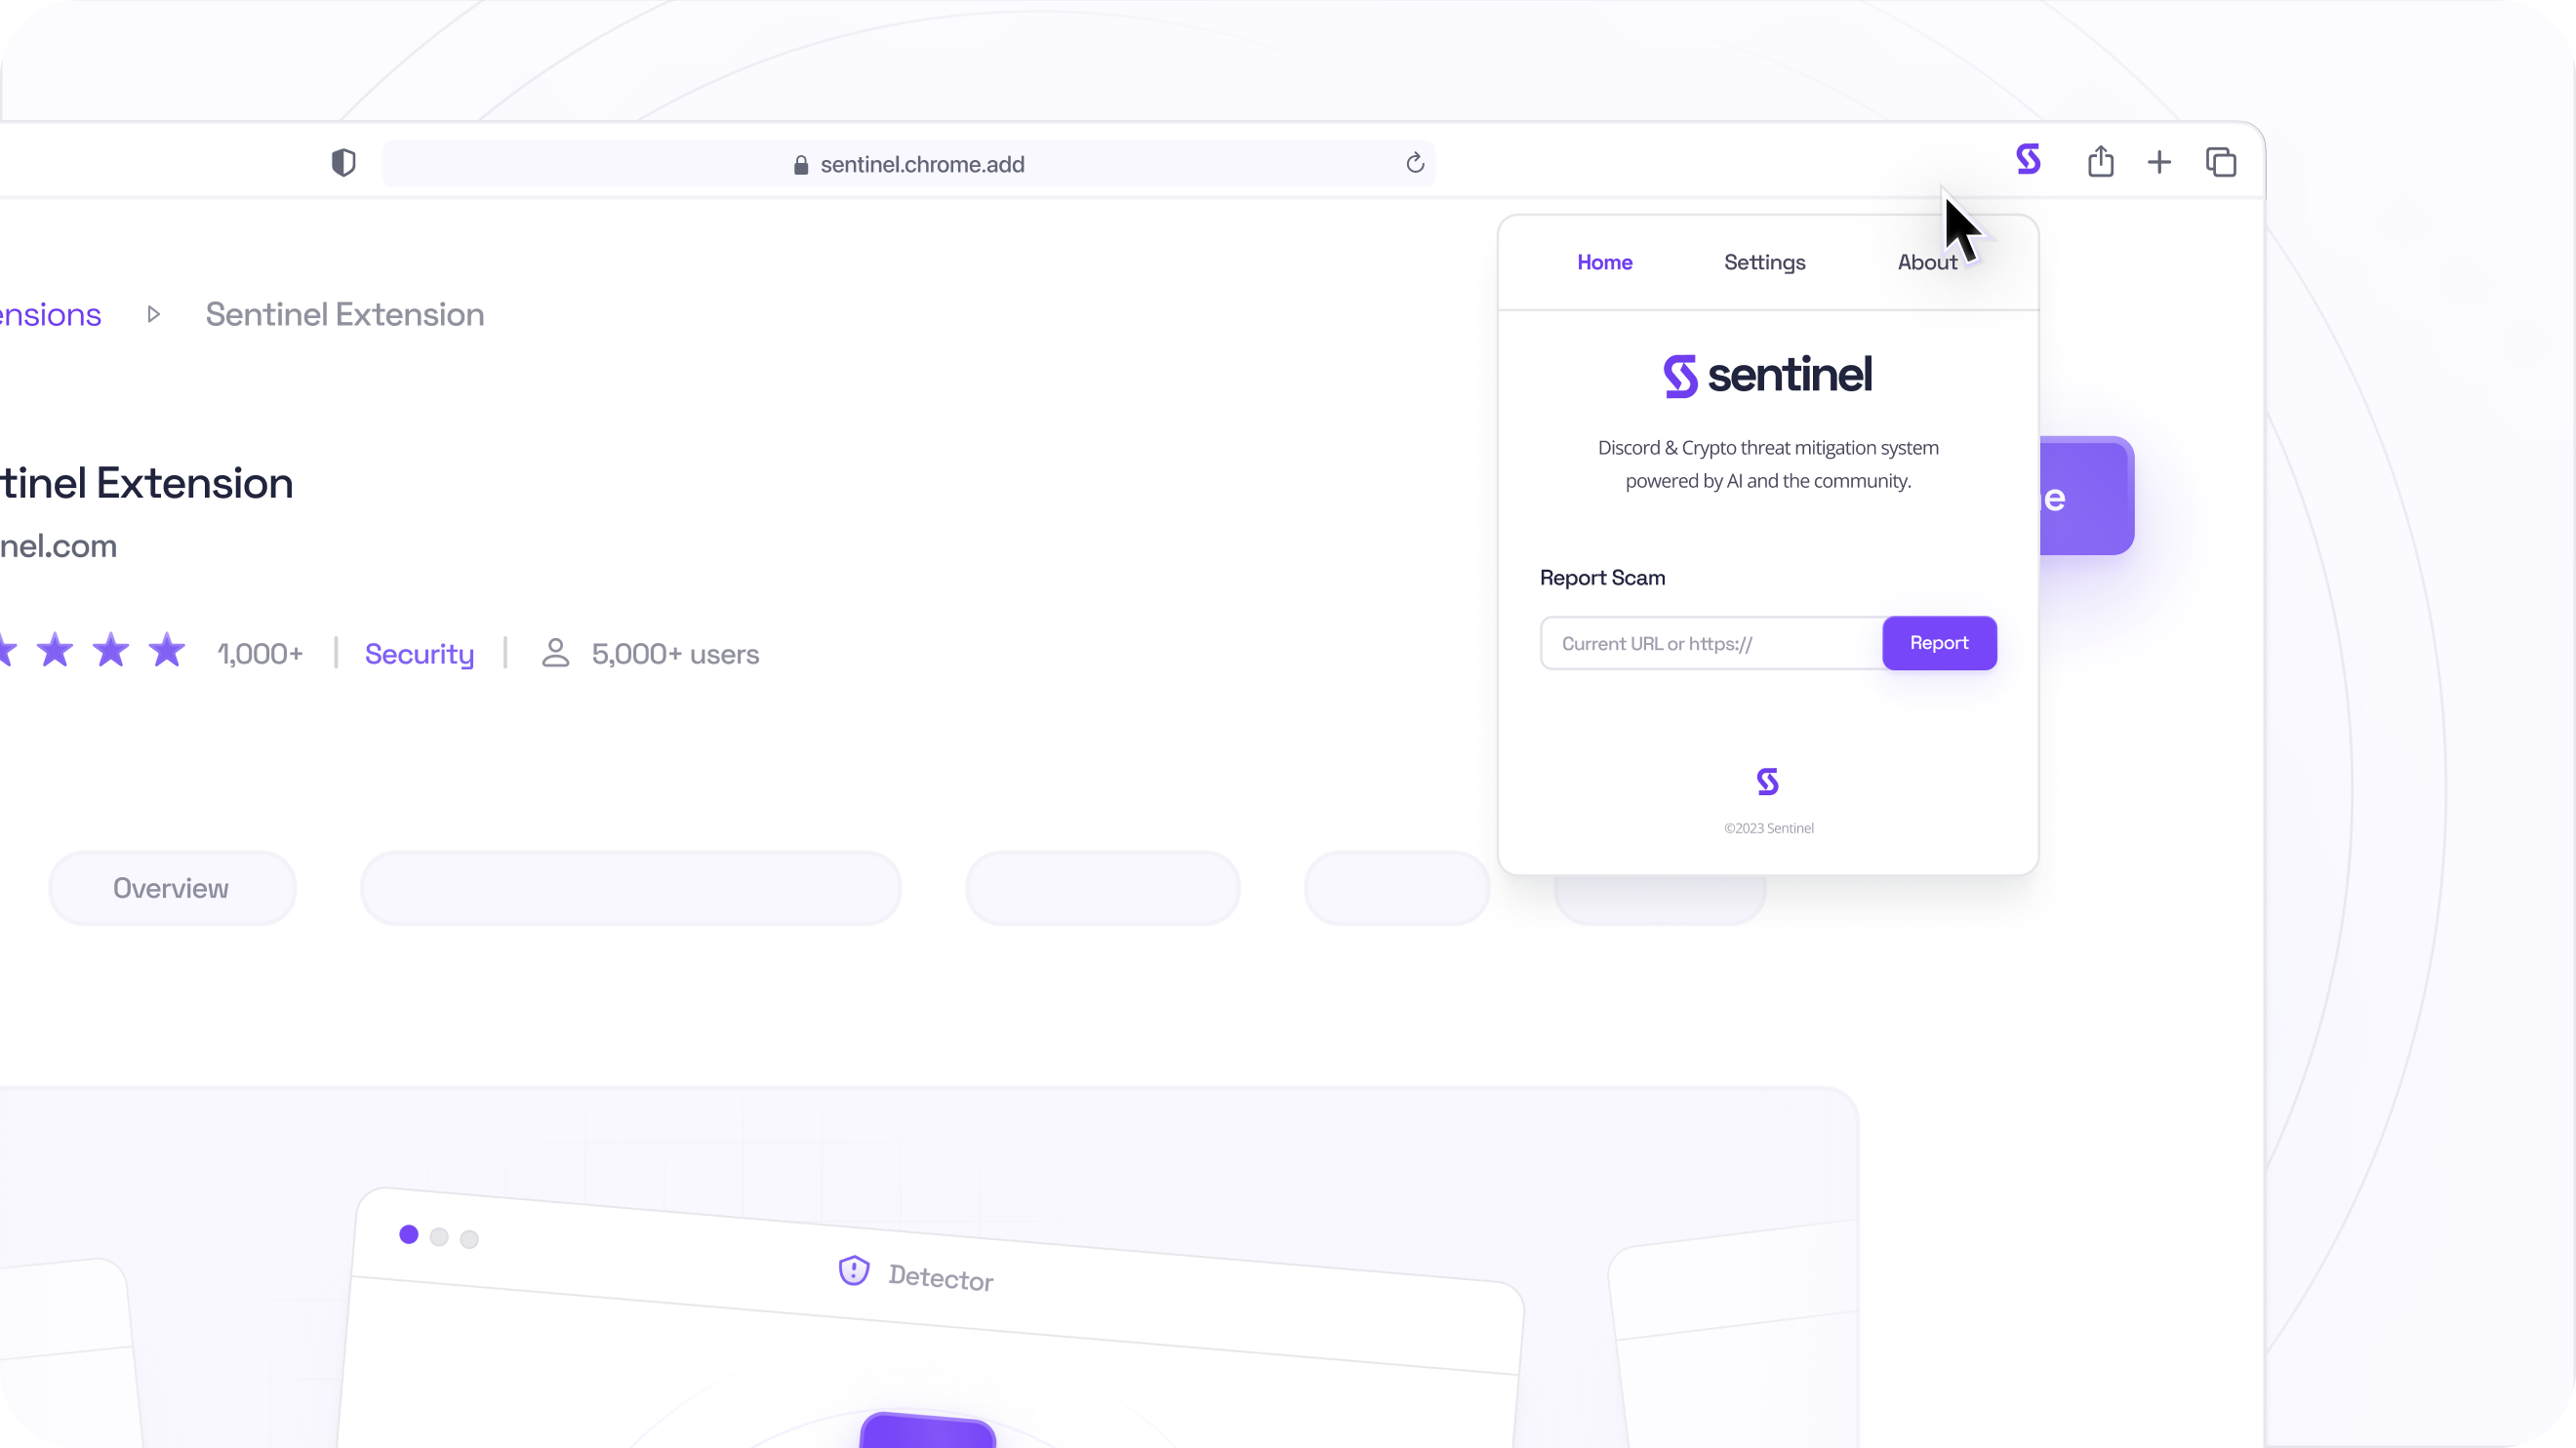 sentinel.chrome.add
Home Settings About
ensions Sentinel Extension
sentinel
Discord & Crypto threat mitigation system
powered by AI and the community.
tinel Extension
nel.com
e
Report Scam
Current URL or https://
Report
1,000+ Security 5,000+ users
©2023 Sentinel
Overview
Detector